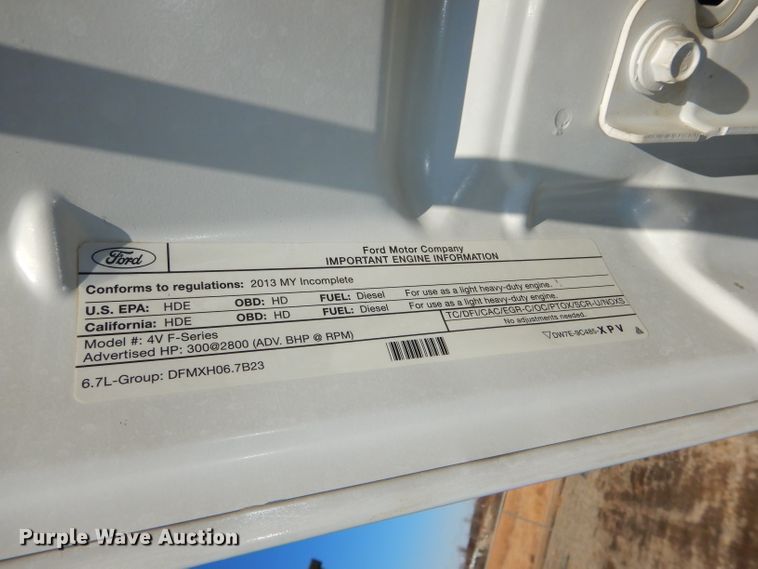 Ford
Ford Motor Company
IMPORTANT ENGINE INFORMATION
Conforms to regulations: 2013 MY Incomplete
U.S. EPA: HDE OBD: HD FUEL: Diesel For use as a light heavy-duty engine.
California: HDE OBD: HD FUEL: Diesel For use as a light heavy-duty engine.
Model #: 4V F-Series TC/DFI/CAC/EGR-C/OC/PTOX/SCR-U/NOXS
Advertised HP: 300@2800 (ADV. BHP @ RPM) No adjustments needed.
6.7L-Group: DFMXH06.7B23 DW7E-9C485-XPV
Purple Wave Auction